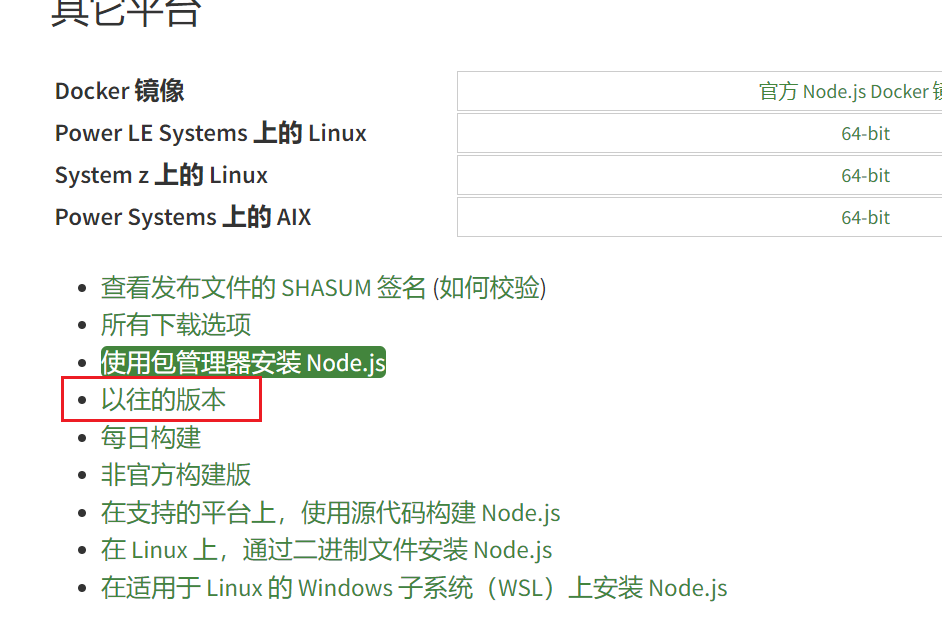 其它平台
Docker 镜像 官方 Node.js Docker 镜
Power LE Systems 上的 Linux 64-bit
System z 上的 Linux 64-bit
Power Systems 上的 AIX 64-bit
查看发布文件的 SHASUM 签名 (如何校验)
所有下载选项
使用包管理器安装 Node.js
以往的版本
每日构建
非官方构建版
在支持的平台上，使用源代码构建 Node.js
在 Linux 上，通过二进制文件安装 Node.js
在适用于 Linux 的 Windows 子系统（WSL）上安装 Node.js